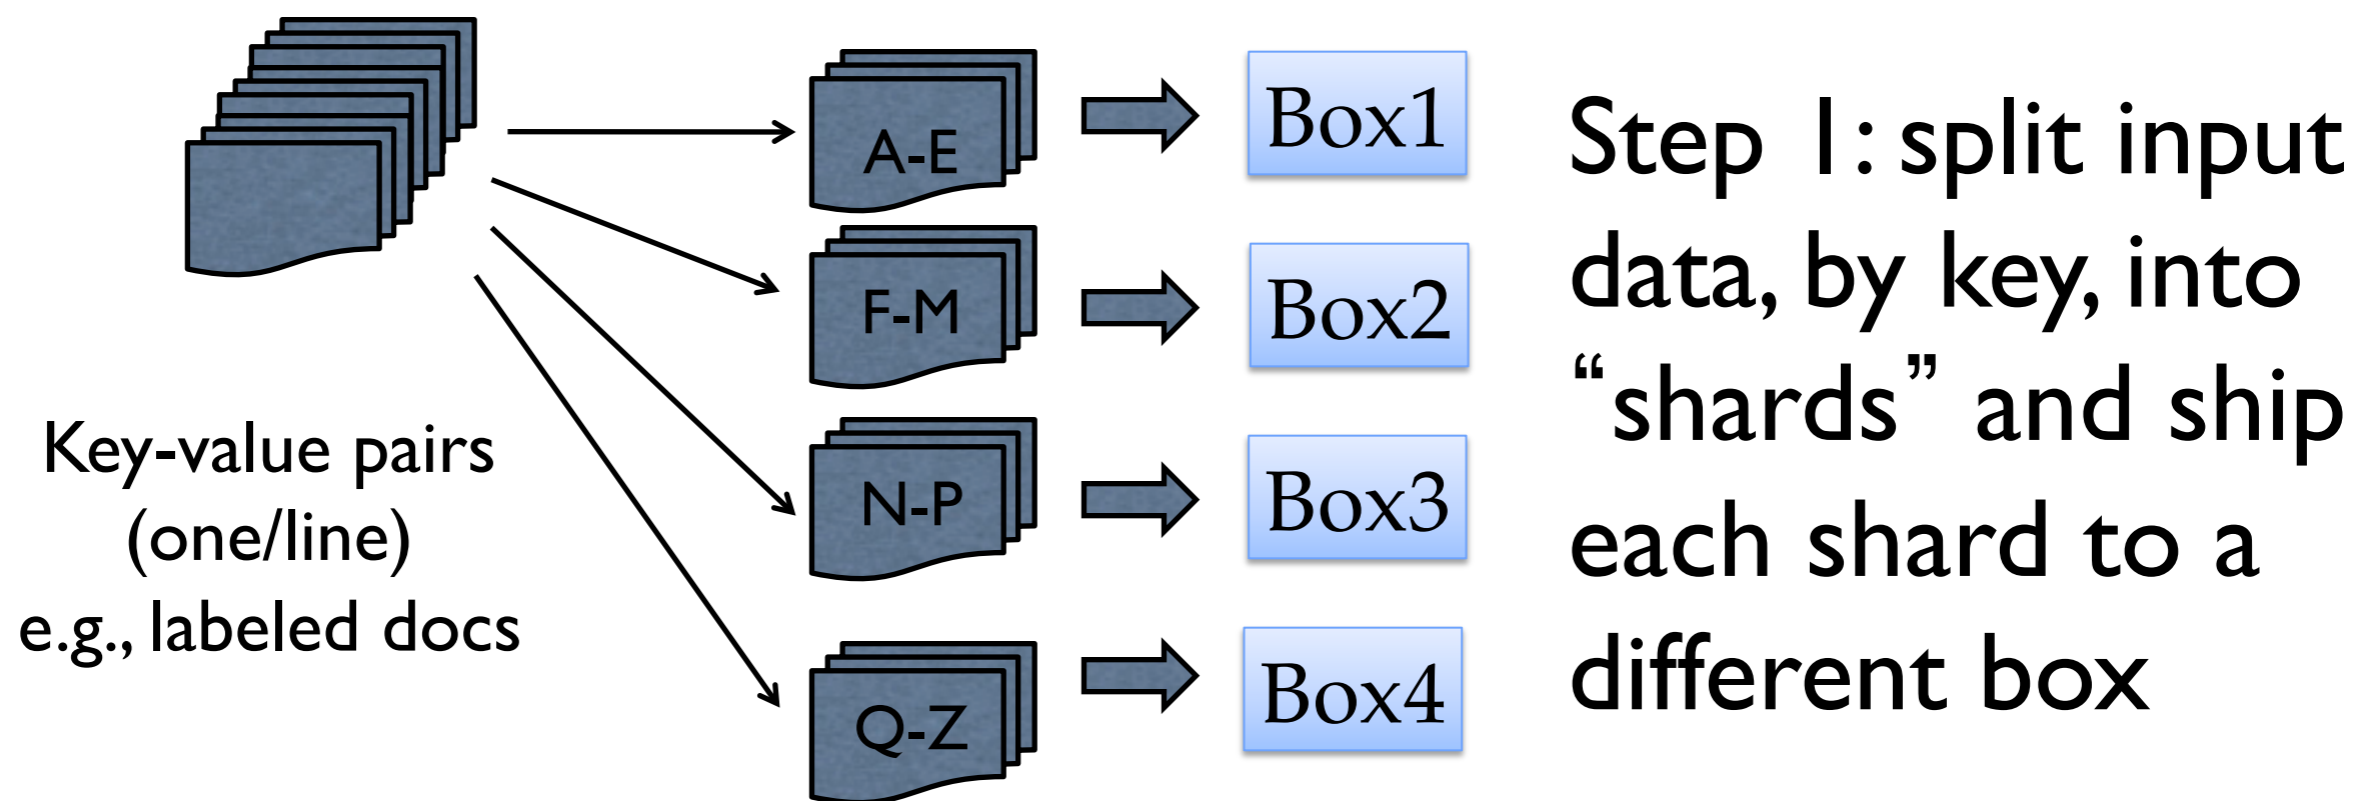 Key-value pairs
(one/line)
e.g., labeled docs
A-E
F-M
N-P
Q-Z
Box1
Box2
Box3
Box4
Step 1: split input
data, by key, into
“shards” and ship
each shard to a
different box